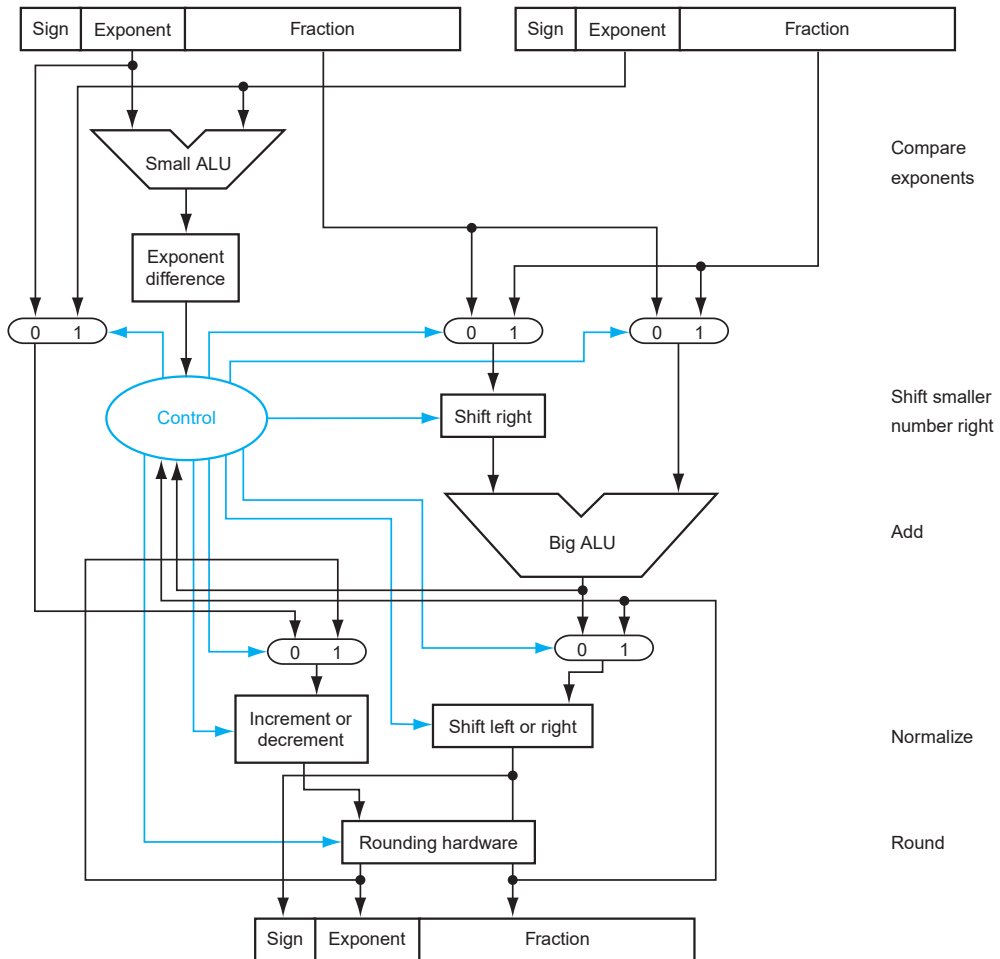 Sign Exponent Fraction
Sign Exponent Fraction
Compare
exponents
Small ALU
Exponent
difference
0 1
0 1
0 1
Control
Shift right
Shift smaller
number right
Big ALU
Add
0 1
0 1
Increment or
decrement
Shift left or right
Normalize
Rounding hardware
Round
Sign Exponent Fraction